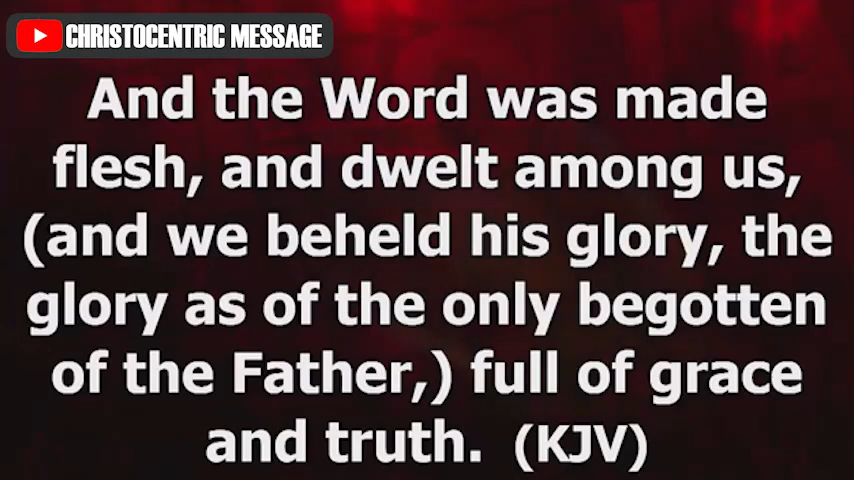 CHRISTOCENTRIC MESSAGE
And the Word was made
flesh, and dwelt among us,
(and we beheld his glory, the
glory as of the only begotten
of the Father,) full of grace
and truth. (KJV)